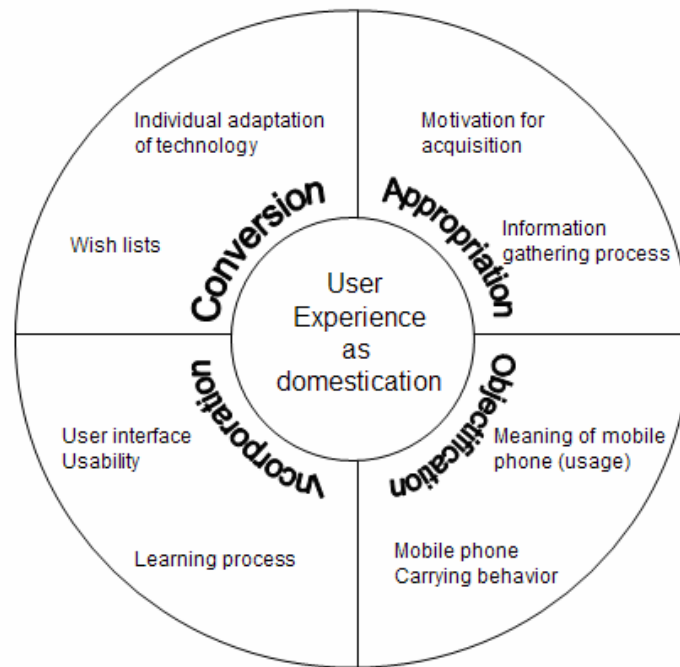 Individual adaptation
of technology
Wish lists
Conversion
Motivation for
acquisition
Information
gathering process
Appropriation
User
Experience
as
domestication
User interface
Usability
Learning process
Incorporation
Objectification
Meaning of mobile
phone (usage)
Mobile phone
Carrying behavior